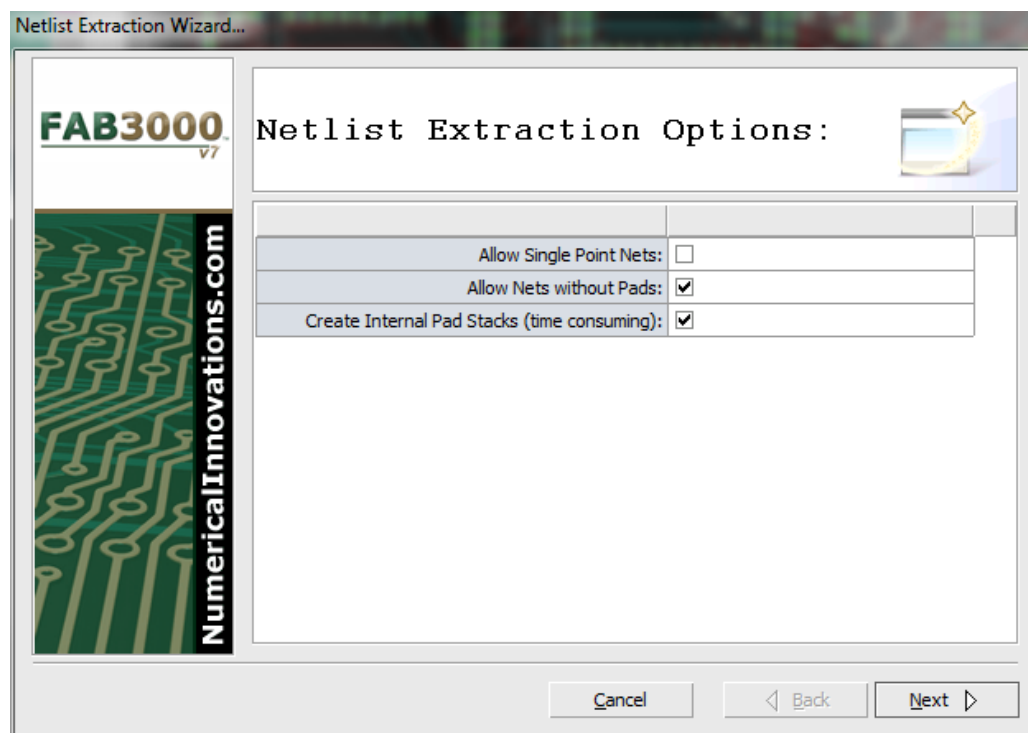 Netlist Extraction Wizard...
FAB3000
v7
Netlist Extraction Options:
NumericalInnovations.com
Allow Single Point Nets:
Allow Nets without Pads:
Create Internal Pad Stacks (time consuming):
Cancel
Back
Next